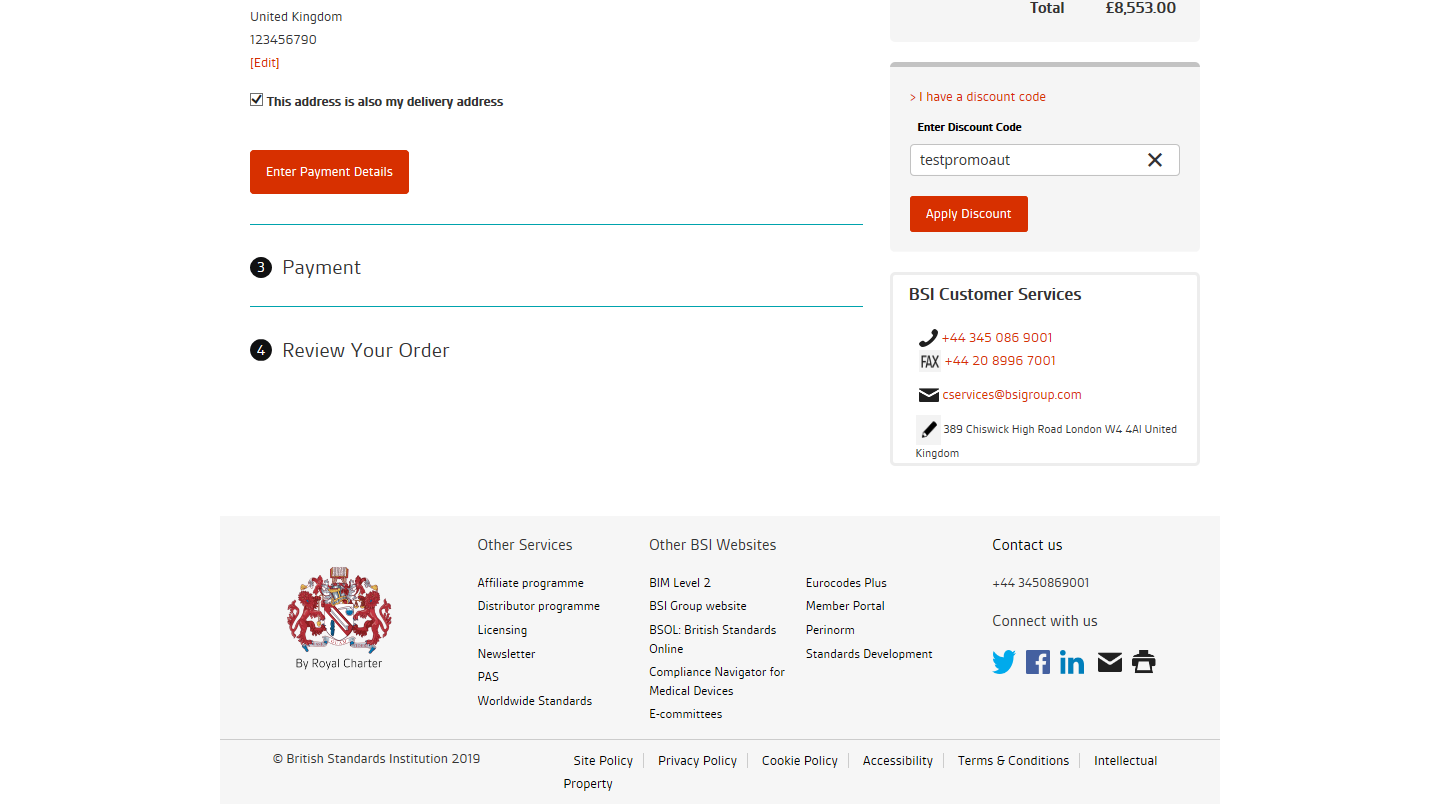 United Kingdom
123456790
[Edit]
This address is also my delivery address
Enter Payment Details
3 Payment
4 Review Your Order
Total £8,553.00
> I have a discount code
Enter Discount Code
testpromoaut
Apply Discount
BSI Customer Services
+44 345 086 9001
FAX +44 20 8996 7001
cservices@bsigroup.com
389 Chiswick High Road London W4 4Al United
Kingdom
By Royal Charter
Other Services
Affiliate programme
Distributor programme
Licensing
Newsletter
PAS
Worldwide Standards
Other BSI Websites
BIM Level 2
BSI Group website
BSOL: British Standards
Online
Compliance Navigator for
Medical Devices
E-committees
Eurocodes Plus
Member Portal
Perinorm
Standards Development
Contact us
+44 3450869001
Connect with us
© British Standards Institution 2019
Site Policy Privacy Policy Cookie Policy Accessibility Terms & Conditions Intellectual
Property